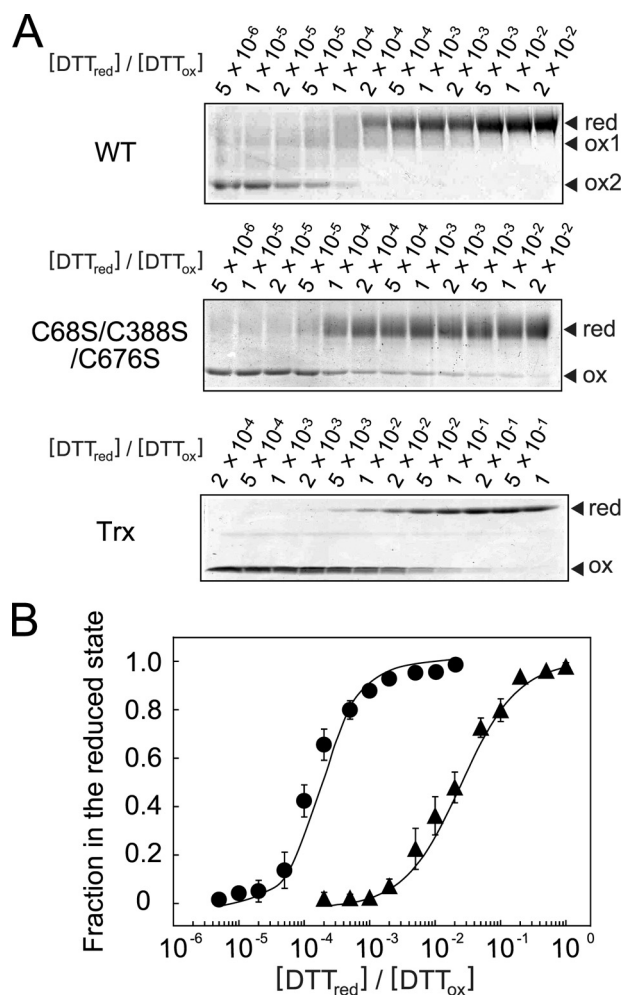 A
[DTTred] / [DTTox]
5 × 10-6
1 × 10-5
2 × 10-5
5 × 10-5
1 × 10-4
2 × 10-4
5 × 10-4
1 × 10-3
2 × 10-3
5 × 10-3
1 × 10-2
2 × 10-2
WT
red
ox1
ox2
[DTTred] / [DTTox]
5 × 10-6
1 × 10-5
2 × 10-5
5 × 10-5
1 × 10-4
2 × 10-4
5 × 10-4
1 × 10-3
2 × 10-3
5 × 10-3
1 × 10-2
2 × 10-2
C68S/C388S
/C676S
red
ox
[DTTred] / [DTTox]
2 × 10-4
5 × 10-4
1 × 10-3
2 × 10-3
5 × 10-3
1 × 10-2
2 × 10-2
5 × 10-2
1 × 10-1
2 × 10-1
5 × 10-1
1
Trx
red
ox
B
Fraction in the reduced state
1.0
0.8
0.6
0.4
0.2
0
10-6
10-5
10-4
10-3
10-2
10-1
100
[DTTred] / [DTTox]